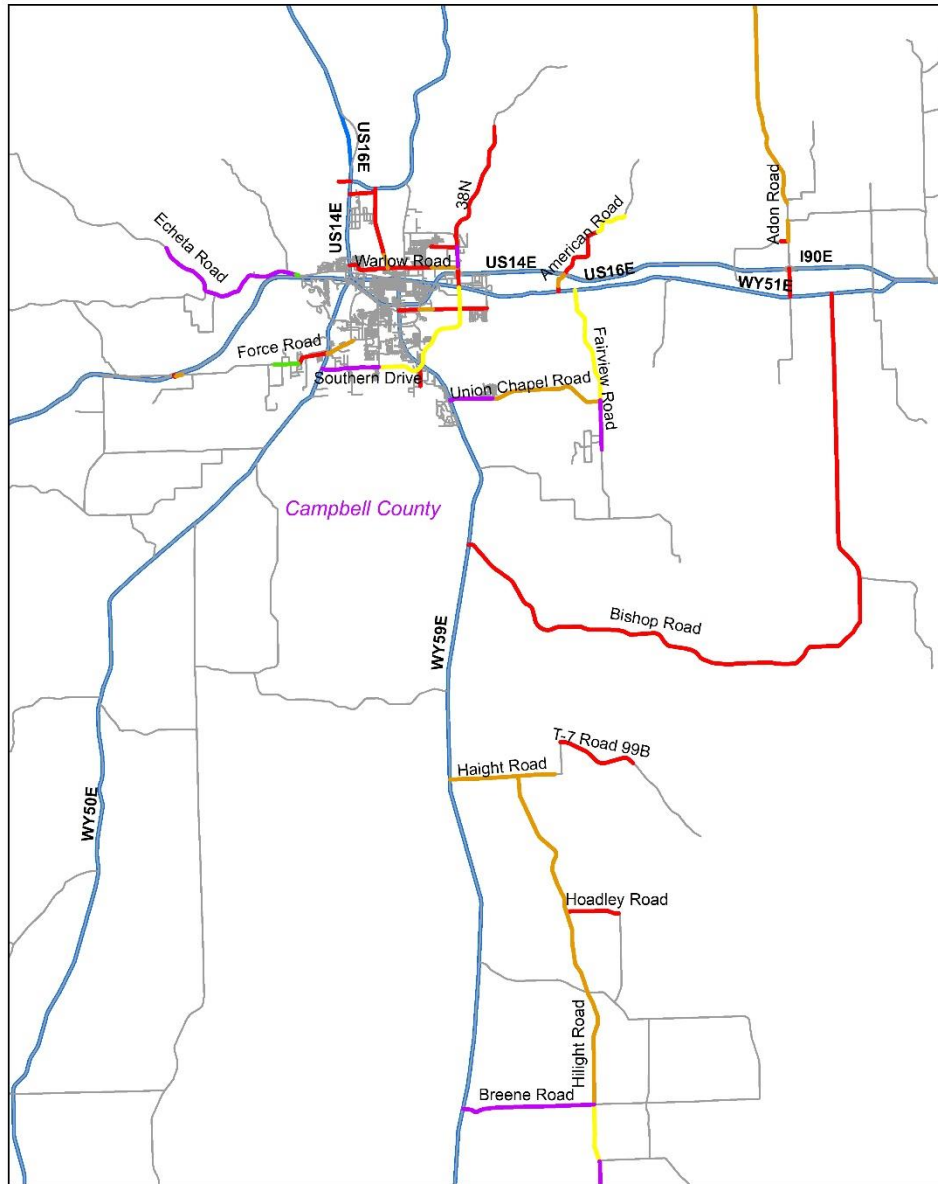 US16E
38N
US14E
Echeta Road
American Road
Adon Road
Warlow Road
US14E
US16E
I90E
WY51E
Force Road
Fairview Road
Southern Drive
Union Chapel Road
Campbell County
Bishop Road
WY59E
T-7 Road 99B
Haight Road
WY50E
Hoadley Road
Hilight Road
Breene Road